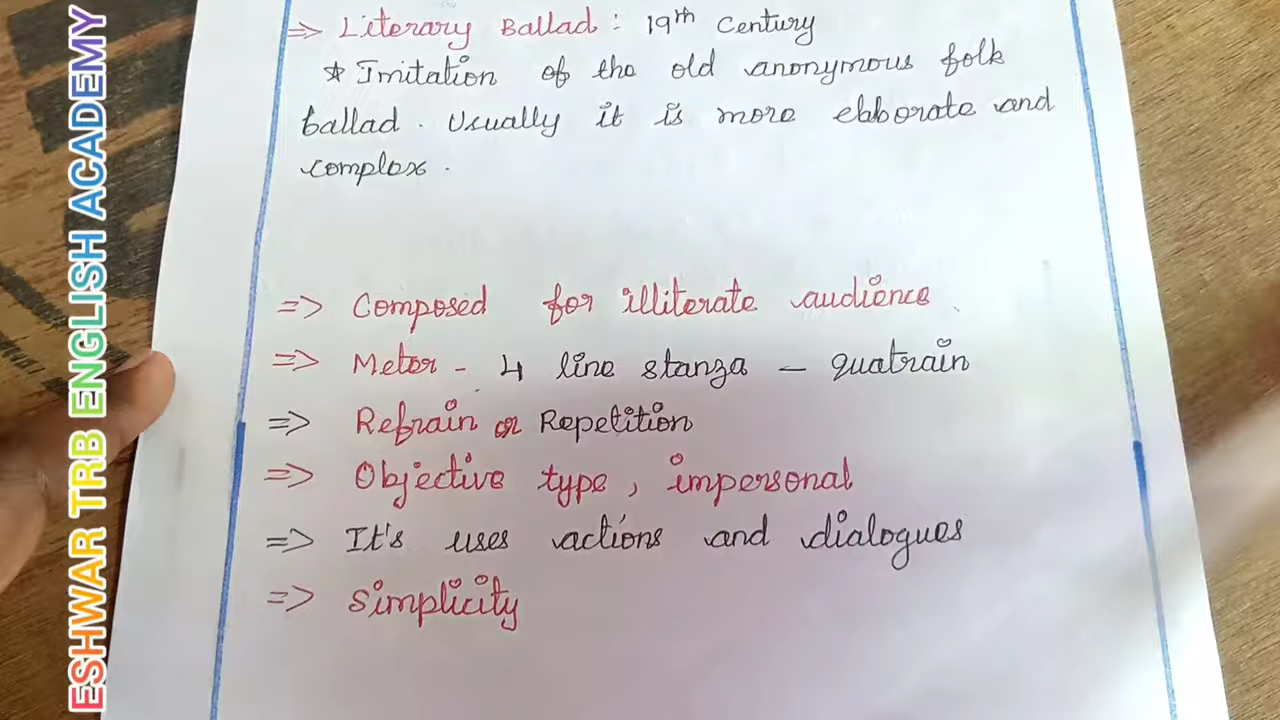 => Literary Ballad : 19th Century
* Imitation of the old anonymous folk
ballad. Usually it is more elaborate and
complex.
=> Composed for illiterate audience
=> Meter - 4 line stanza - quatrain
=> Refrain or Repetition
=> Objective type, impersonal
=> It's uses actions and dialogues
=> Simplicity
ESHWAR TRB ENGLISH ACADEMY